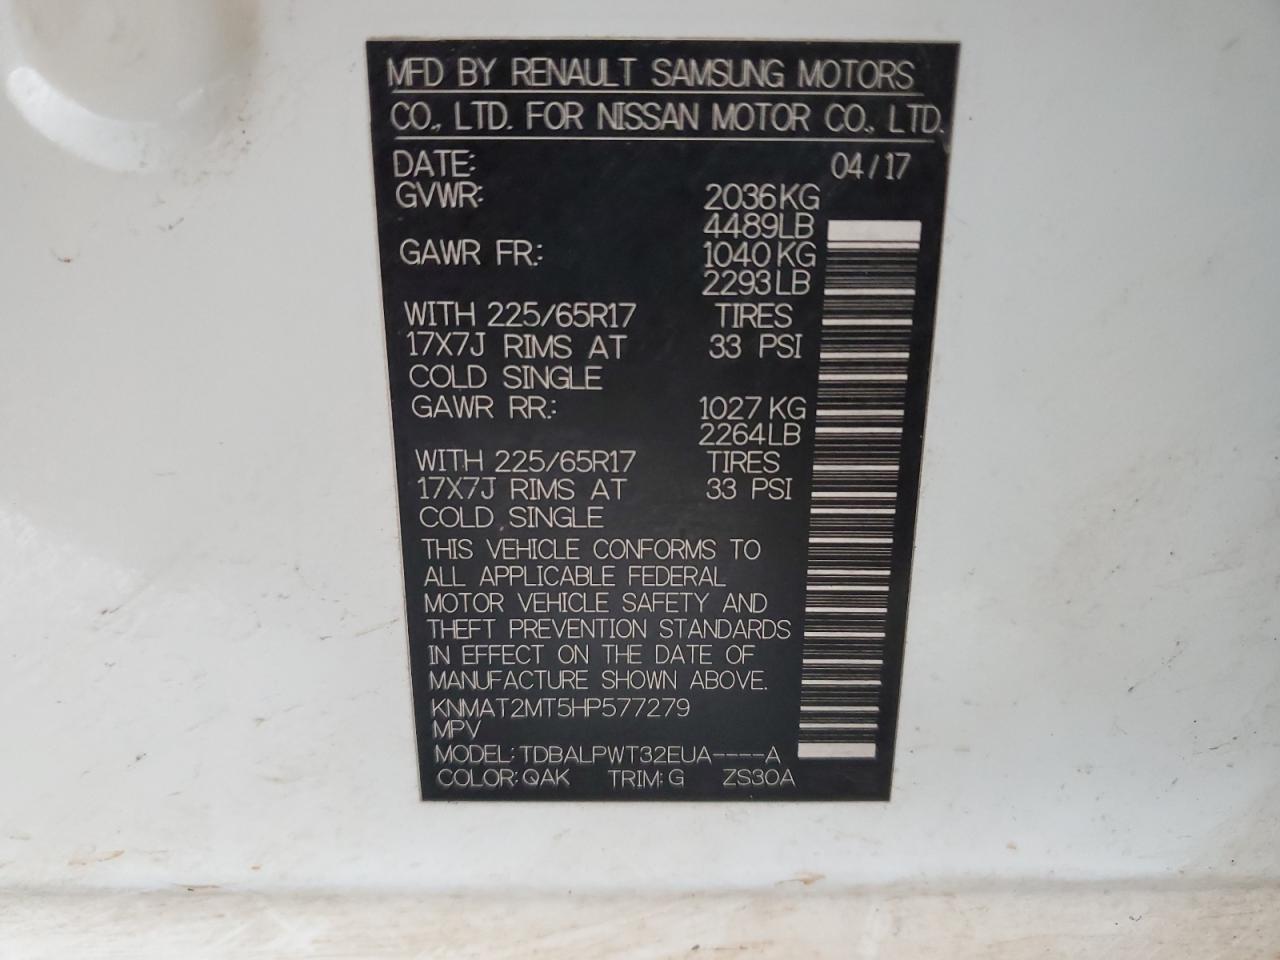 MFD BY RENAULT SAMSUNG MOTORS
CO., LTD. FOR NISSAN MOTOR CO., LTD.
DATE: 04/17
GVWR: 2036KG
4489LB
GAWR FR.: 1040KG
2293LB
WITH 225/65R17 TIRES
17X7J RIMS AT 33 PSI
COLD SINGLE
GAWR RR.: 1027KG
2264LB
WITH 225/65R17 TIRES
17X7J RIMS AT 33 PSI
COLD SINGLE
THIS VEHICLE CONFORMS TO
ALL APPLICABLE FEDERAL
MOTOR VEHICLE SAFETY AND
THEFT PREVENTION STANDARDS
IN EFFECT ON THE DATE OF
MANUFACTURE SHOWN ABOVE.
KNMAT2MT5HP577279
MPV
MODEL: TDBALPWT32EUA----A
COLOR: QAK TRIM: G ZS30A